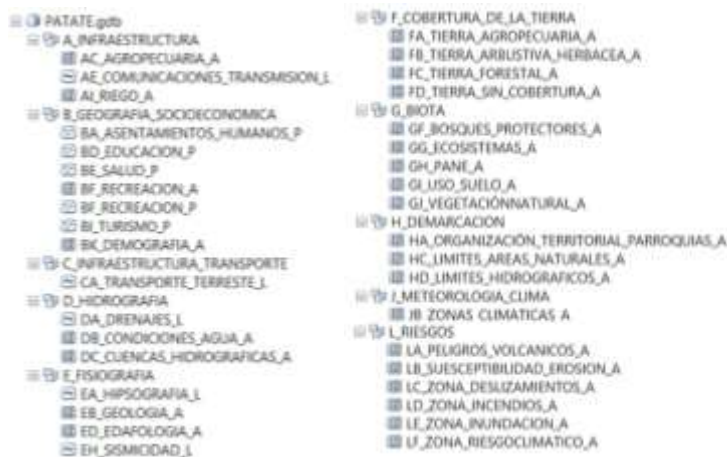 PATATE.gdb
A_INFRAESTRUCTURA
AC_AGROPECUARIA_A
AE_COMUNICACIONES_TRANSMISION_L
AI_RIEGO_A
B_GEOGRAFIA_SOCIOECONOMICA
BA_ASENTAMIENTOS_HUMANOS_P
BD_EDUCACION_P
BE_SALUD_P
BF_RECREACION_A
BF_RECREACION_P
BI_TURISMO_P
BK_DEMOGRAFIA_A
C_INFRAESTRUCTURA_TRANSPORTE
CA_TRANSPORTE_TERRESTE_L
D_HIDROGRAFIA
DA_DRENAJES_L
DB_CONDICIONES_AGUA_A
DC_CUENCAS_HIDROGRAFICAS_A
E_FISIOGRAFIA
EA_HIPSOGRAFIA_L
EB_GEOLOGIA_A
ED_EDAFOLOGIA_A
EH_SISMICIDAD_L
F_COBERTURA_DE_LA_TIERRA
FA_TIERRA_AGROPECUARIA_A
FB_TIERRA_ARBUSTIVA_HERBACEA_A
FC_TIERRA_FORESTAL_A
FD_TIERRA_SIN_COBERTURA_A
G_BIOTA
GF_BOSQUES_PROTECTORES_A
GG_ECOSISTEMAS_A
GH_PANE_A
GI_USO_SUELO_A
GJ_VEGETACIÓNNATURAL_A
H_DEMARCACION
HA_ORGANIZACIÓN_TERRITORIAL_PARROQUIAS_A
HC_LIMITES_AREAS_NATURALES_A
HD_LIMITES_HIDROGRAFICOS_A
J_METEOROLOGIA_CLIMA
JB_ZONAS_CLIMATICAS_A
L_RIESGOS
LA_PELIGROS_VOLCANICOS_A
LB_SUESCEPTIBILIDAD_EROSION_A
LC_ZONA_DESLIZAMIENTOS_A
LD_ZONA_INCENDIOS_A
LE_ZONA_INUNDACION_A
LF_ZONA_RIESGOCLIMATICO_A